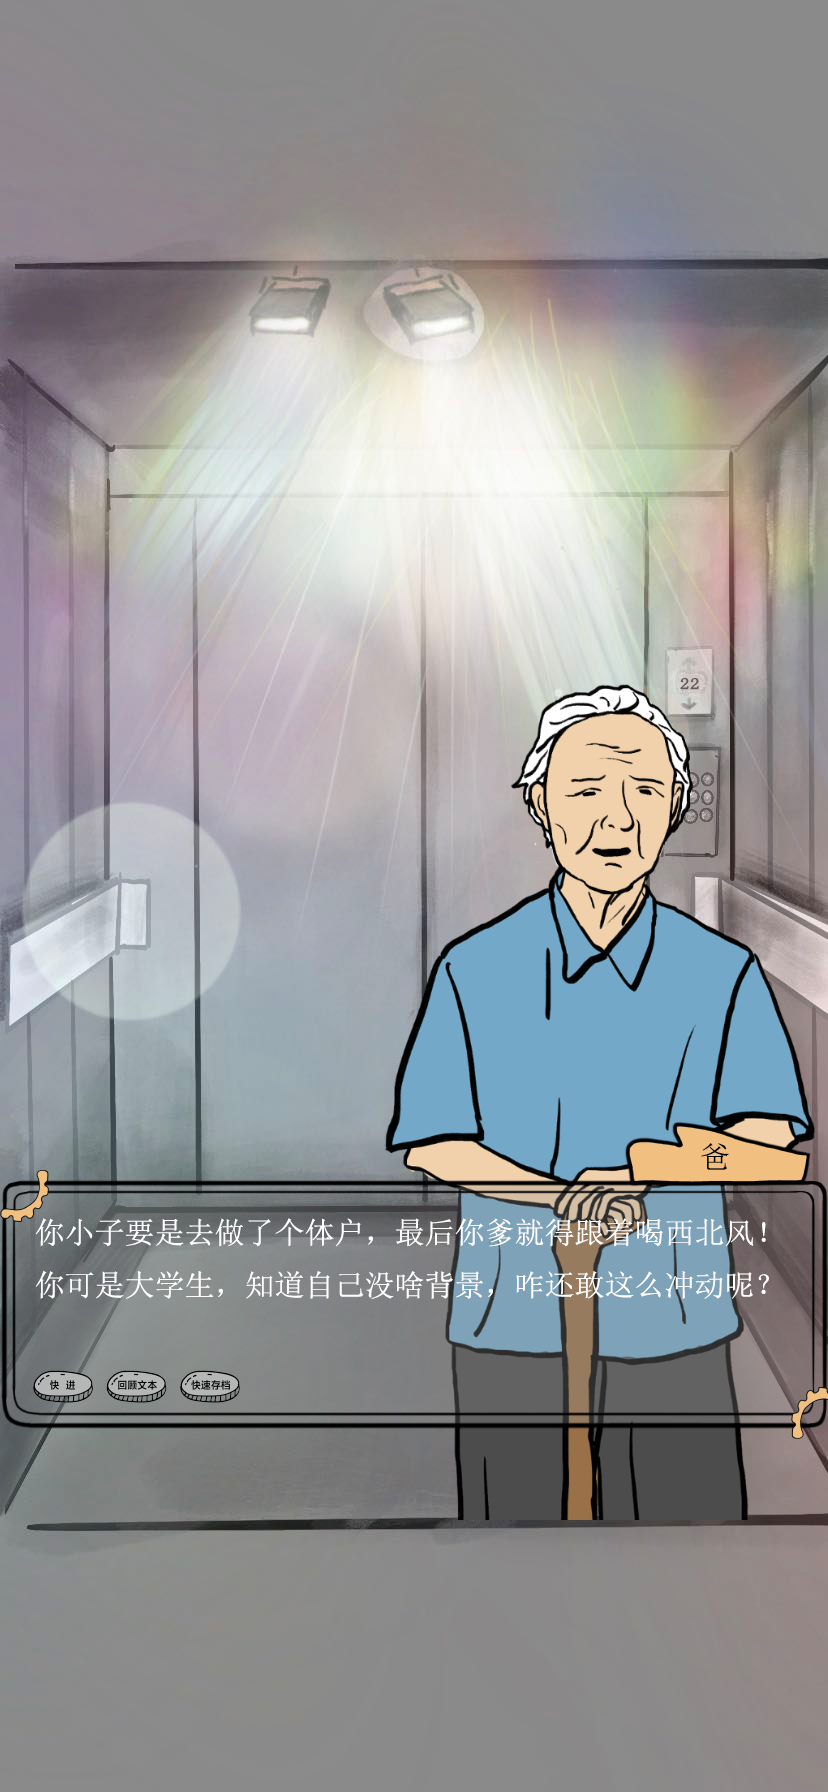 22
爸
你小子要是去做了个体户，最后你爹就得跟着喝西北风！
你可是大学生，知道自己没啥背景，咋还敢这么冲动呢？
快 进 回顾文本 快速存档